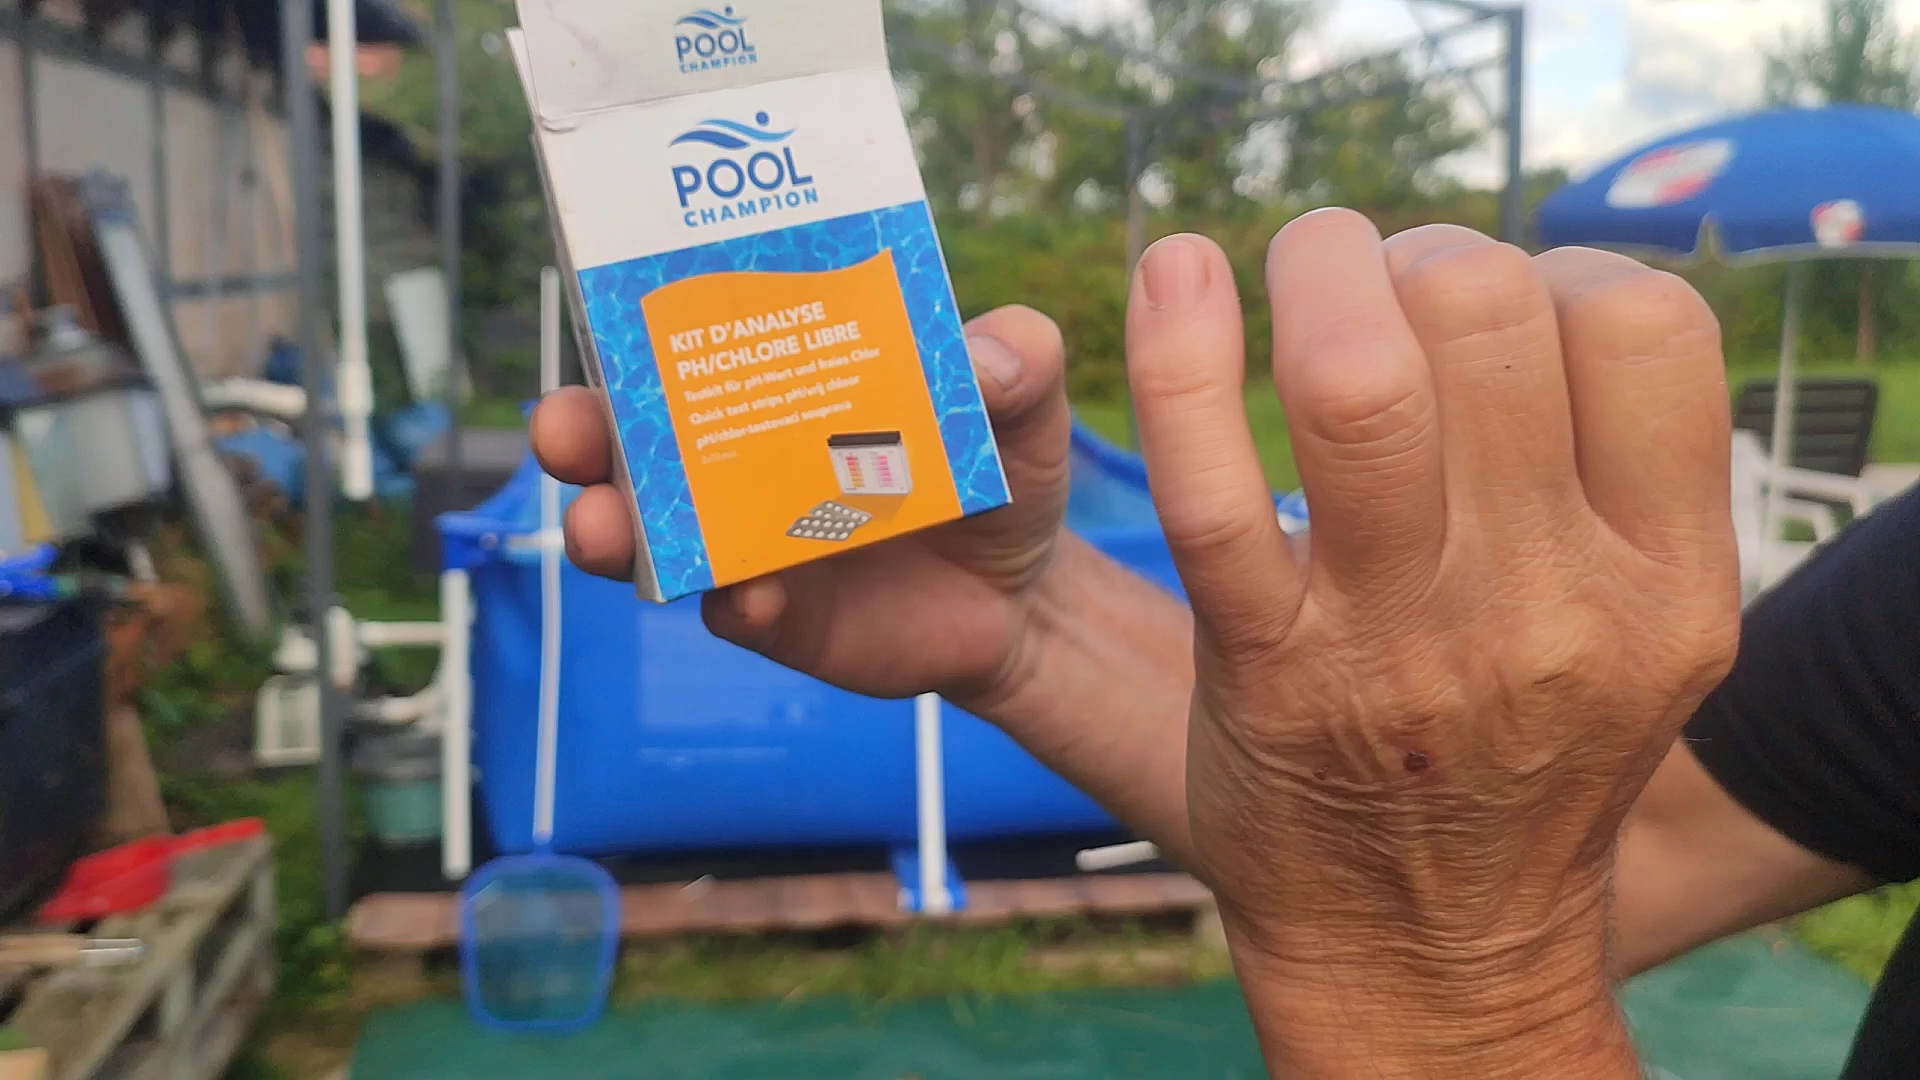 POOL
CHAMPION
POOL
CHAMPION
KIT D'ANALYSE
PH/CHLORE LIBRE
Testkit für pH-Wert und freies Chlor
Quick test strips pH/vrij chloor
pH/chlor-testovací souprava